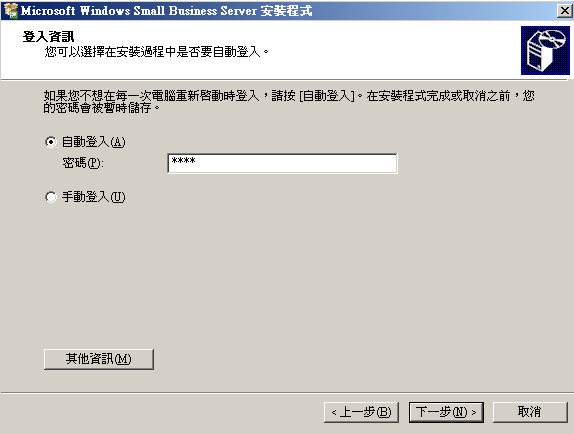 Microsoft Windows Small Business Server 安裝程式
登入資訊
您可以選擇在安裝過程中是否要自動登入。
如果您不想在每一次電腦重新啟動時登入，請按 [自動登入]。在安裝程式完成或取消之前，您
的密碼會被暫時儲存。
自動登入(A)
密碼(P):
****
手動登入(U)
其他資訊(M)
< 上一步(B)
下一步(N) >
取消